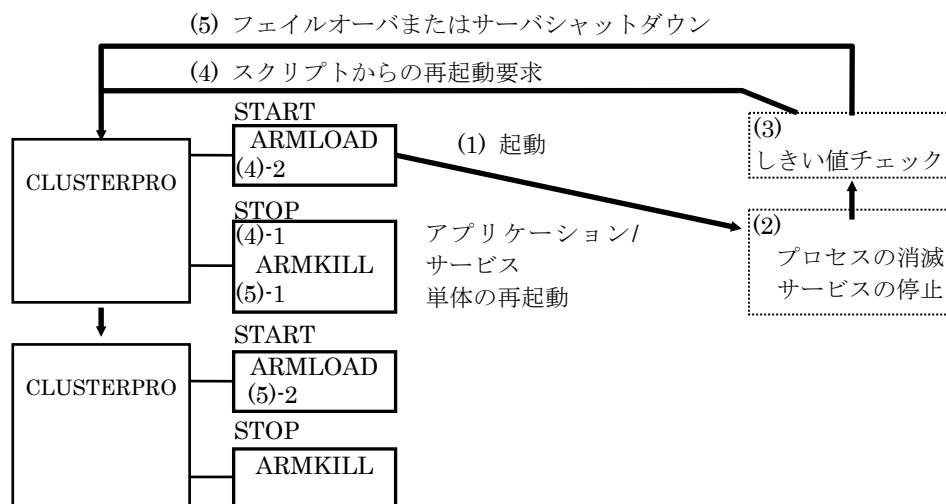 (5) フェイルオーバまたはサーバシャットダウン
(4) スクリプトからの再起動要求
START
ARMLOAD
(4)-2
(1) 起動
(3)
しきい値チェック
CLUSTERPRO
STOP
(4)-1
ARMKILL
(5)-1
アプリケーション/
サービス
単体の再起動
(2)
プロセスの消滅
サービスの停止
START
ARMLOAD
(5)-2
CLUSTERPRO
STOP
ARMKILL